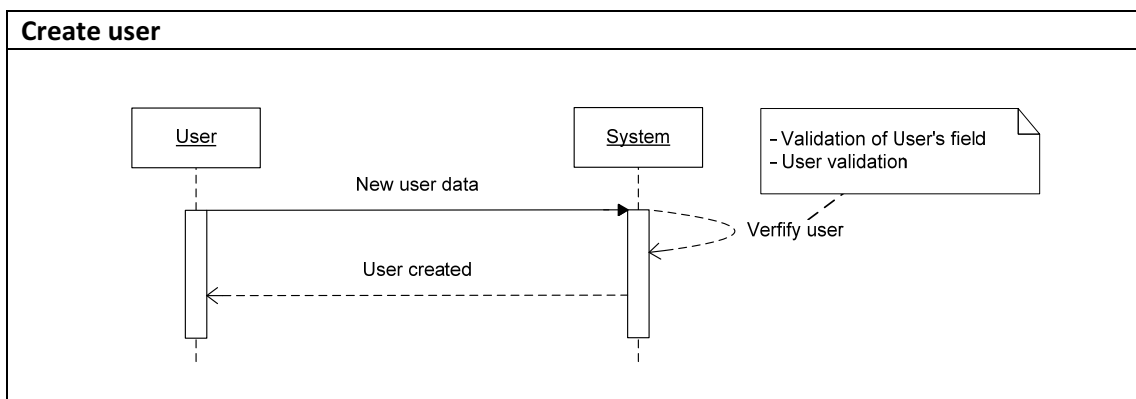 Create user
User
System
- Validation of User's field
- User validation
New user data
Verfify user
User created